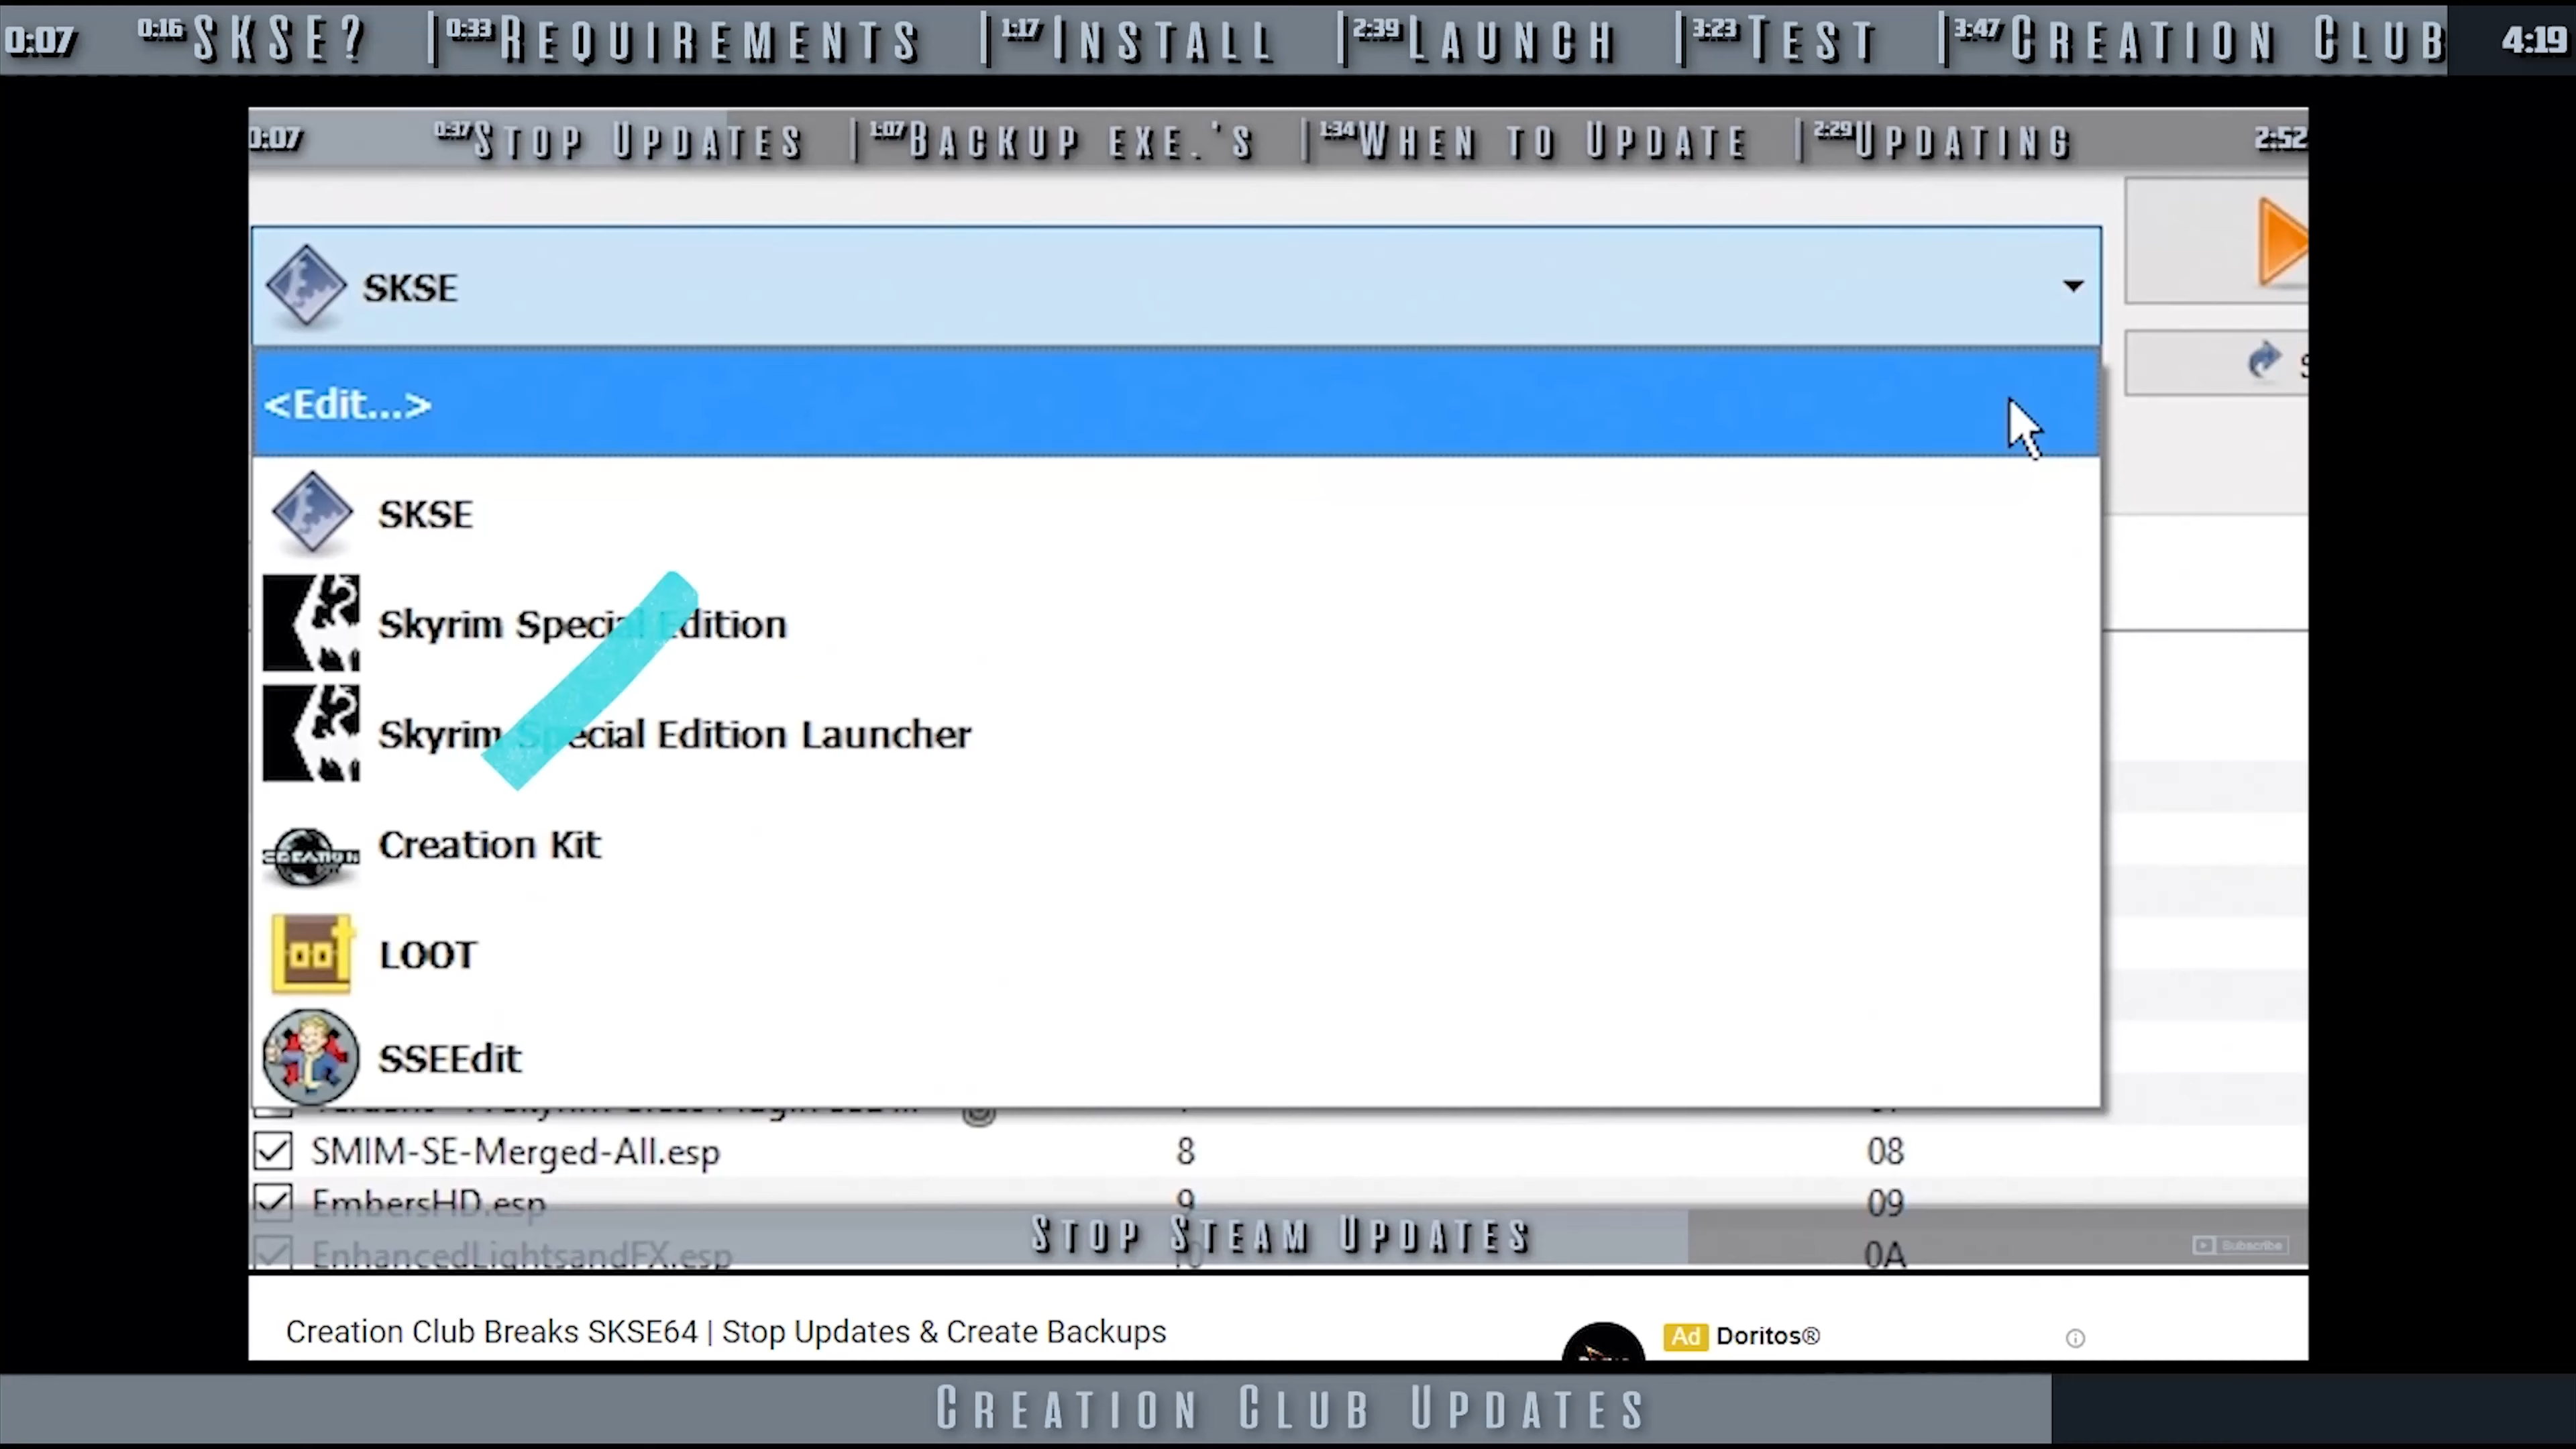 0:07 0:16 SKSE? 0:33 REQUIREMENTS 1:17 INSTALL 2:39 LAUNCH 3:23 TEST 3:47 CREATION CLUB 4:19
0:07 0:37 STOP UPDATES 1:07 BACKUP EXE.'S 1:34 WHEN TO UPDATE 2:29 UPDATING 2:52
SKSE
<Edit...>
SKSE
Skyrim Special Edition
Skyrim Special Edition Launcher
Creation Kit
LOOT
SSEEdit
SMIM-SE-Merged-All.esp 8 08
EmbersHD.esp 9 09
EnhancedLightsandFX.esp 10 0A
STOP STEAM UPDATES
Subscribe
Creation Club Breaks SKSE64 | Stop Updates & Create Backups
Ad Doritos®
CREATION CLUB UPDATES